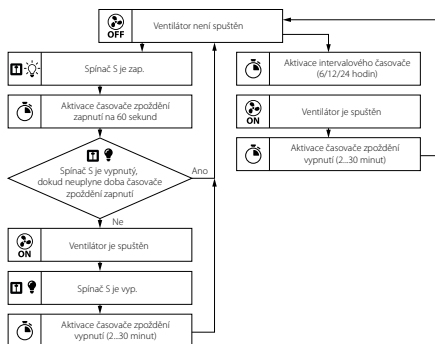 OFF
Ventilátor není spuštěn
Spínač S je zap.
Aktivace časovače zpoždění
zapnutí na 60 sekund
Spínač S je vypnutý,
dokud neuplyne doba časovače
zpoždění zapnutí
Ano
Ne
ON
Ventilátor je spuštěn
Spínač S je vyp.
Aktivace časovače zpoždění
vypnutí (2...30 minut)
Aktivace intervalového časovače
(6/12/24 hodin)
ON
Ventilátor je spuštěn
Aktivace časovače zpoždění
vypnutí (2...30 minut)